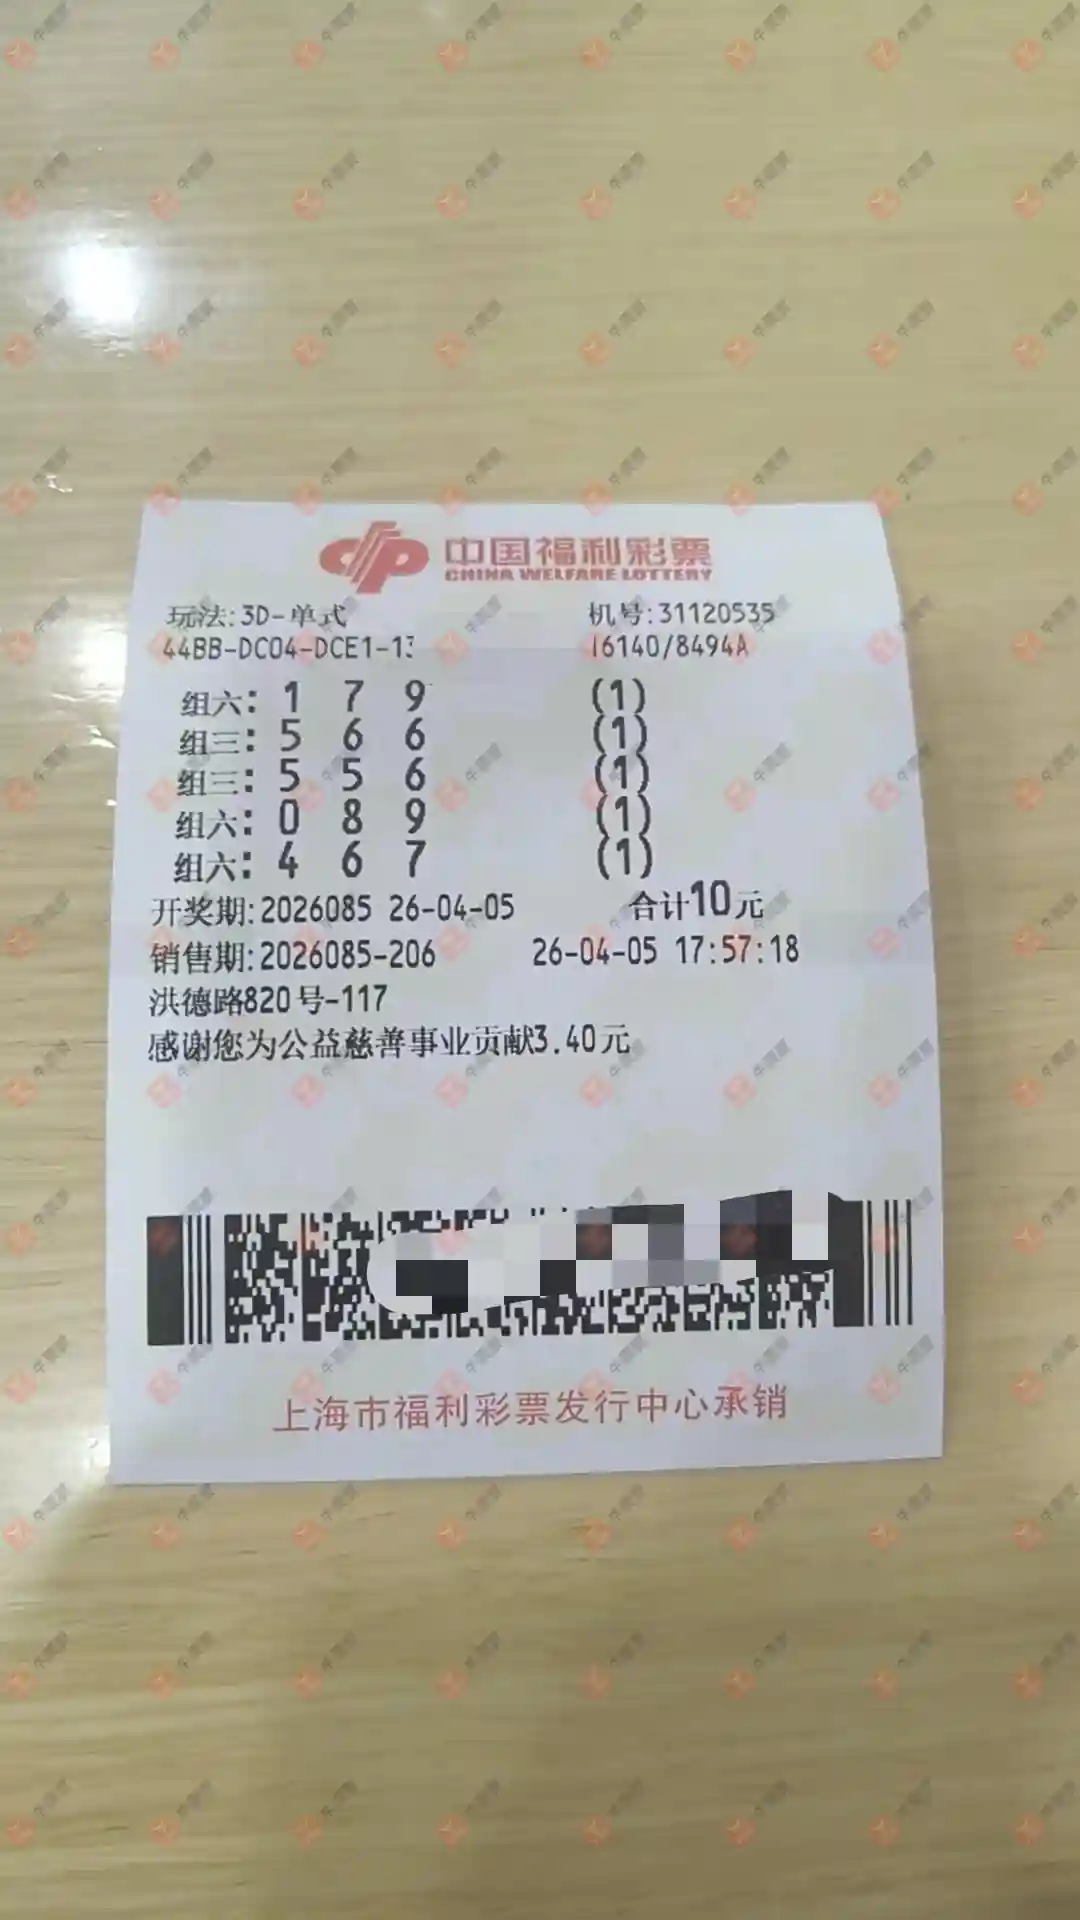 中国福利彩票
CHINA WELFARE LOTTERY
玩法:3D-单式 机号:31120535
44BB-DC04-DCE1-13 16140/8494A
组六: 1 7 9 (1)
组三: 5 6 6 (1)
组三: 5 5 6 (1)
组六: 0 8 9 (1)
组六: 4 6 7 (1)
开奖期:2026085 26-04-05 合计10元
销售期:2026085-206 26-04-05 17:57:18
洪德路820号-117
感谢您为公益慈善事业贡献3.40元
上海市福利彩票发行中心承销